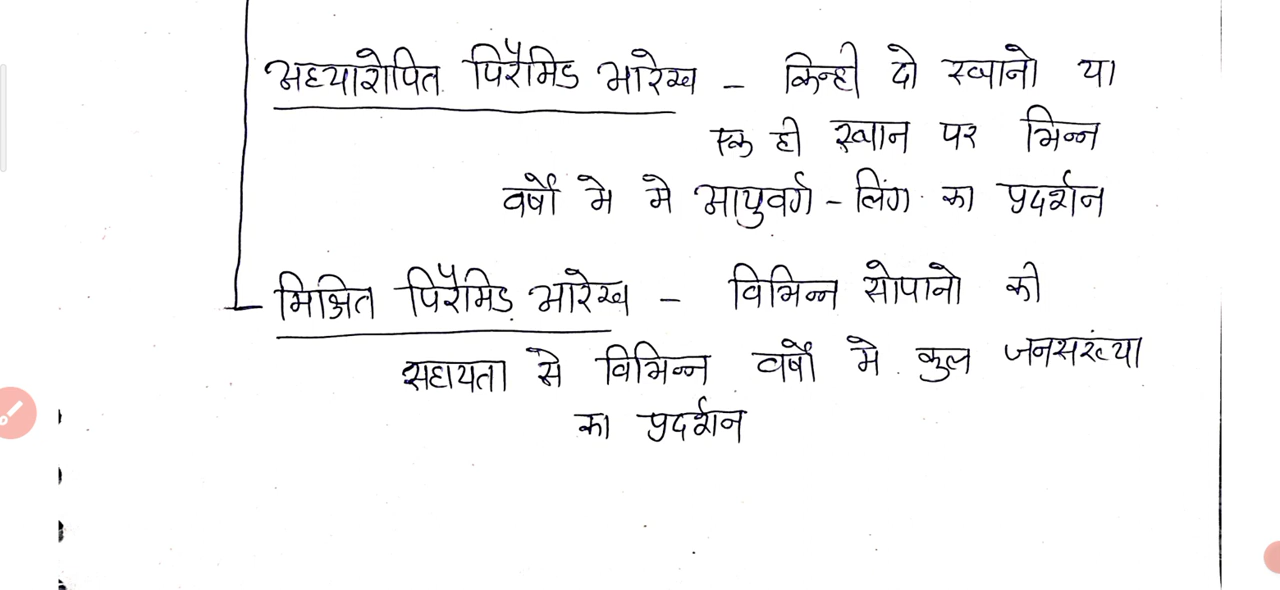 अध्यारोपित पिरैमिड आरेख - किन्ही दो स्थानो या
एक ही स्थान पर भिन्न
वर्षों मे मे आयुवर्ग - लिंग का प्रदर्शन
मिश्रित पिरैमिड आरेख - विभिन्न सोपानो की
सहायता से विभिन्न वर्षों मे कुल जनसंख्या
का प्रदर्शन